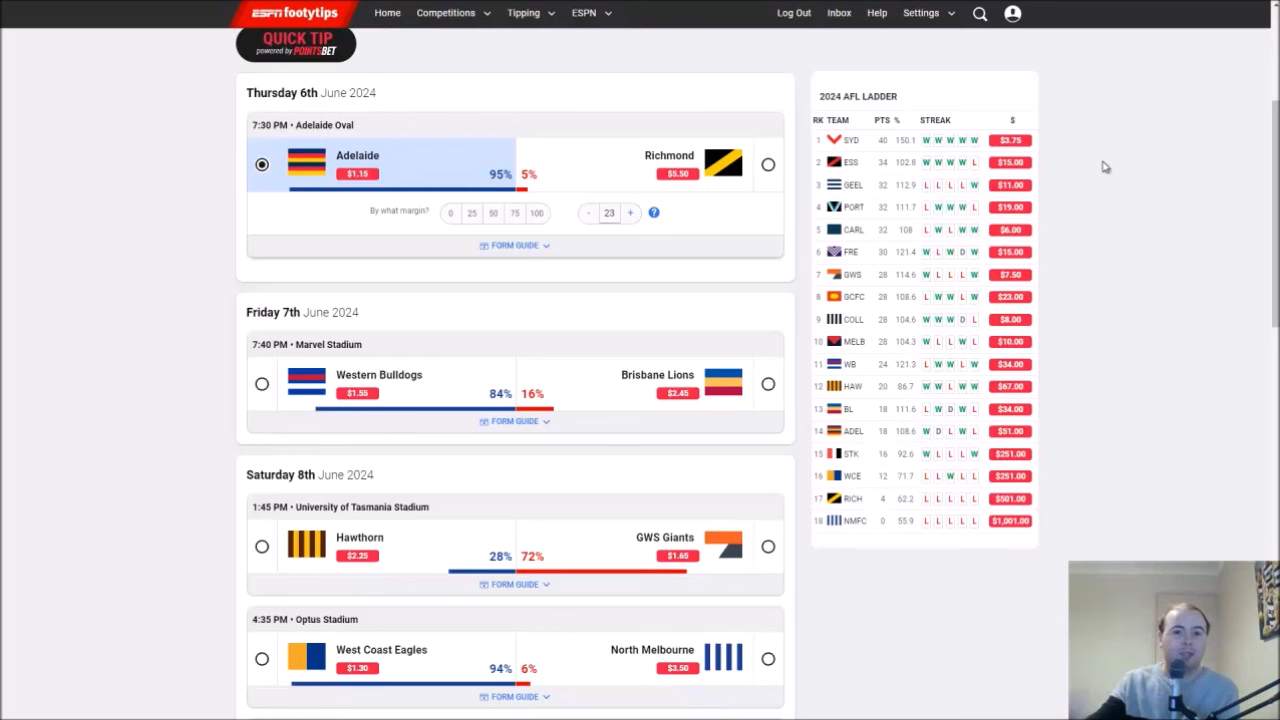 ESPN footytips Home Competitions Tipping ESPN Log Out Inbox Help Settings
QUICK TIP
powered by POINTSBET
Thursday 6th June 2024
7:30 PM • Adelaide Oval
Adelaide $1.15 95% 5% Richmond $5.50
By what margin? 0 25 50 75 100 - 23 + ?
FORM GUIDE
Friday 7th June 2024
7:40 PM • Marvel Stadium
Western Bulldogs $1.55 84% 16% Brisbane Lions $2.45
FORM GUIDE
Saturday 8th June 2024
1:45 PM • University of Tasmania Stadium
Hawthorn $2.25 28% 72% GWS Giants $1.65
FORM GUIDE
4:35 PM • Optus Stadium
West Coast Eagles $1.30 94% 6% North Melbourne $3.50
FORM GUIDE
2024 AFL LADDER
RK TEAM PTS % STREAK $
1 SYD 40 150.1 W W W W W $3.75
2 ESS 34 102.8 W W W W L $15.00
3 GEEL 32 112.9 L L L L W $11.00
4 PORT 32 111.7 L W W W L $19.00
5 CARL 32 108 L W L W W $6.00
6 FRE 30 121.4 W L W D W $15.00
7 GWS 28 114.6 W L L L W $7.50
8 GCFC 28 108.6 L W W L W $23.00
9 COLL 28 104.6 W W W D L $8.00
10 MELB 28 104.3 W L L W L $10.00
11 WB 24 121.3 L W W L W $34.00
12 HAW 20 86.7 W W L W W $67.00
13 BL 18 111.6 L W D W L $34.00
14 ADEL 18 108.6 W D L W L $51.00
15 STK 16 92.6 W L L L W $251.00
16 WCE 12 71.7 L L W L L $251.00
17 RICH 4 62.2 L L L L L $501.00
18 NMFC 0 55.9 L L L L L $1,001.00